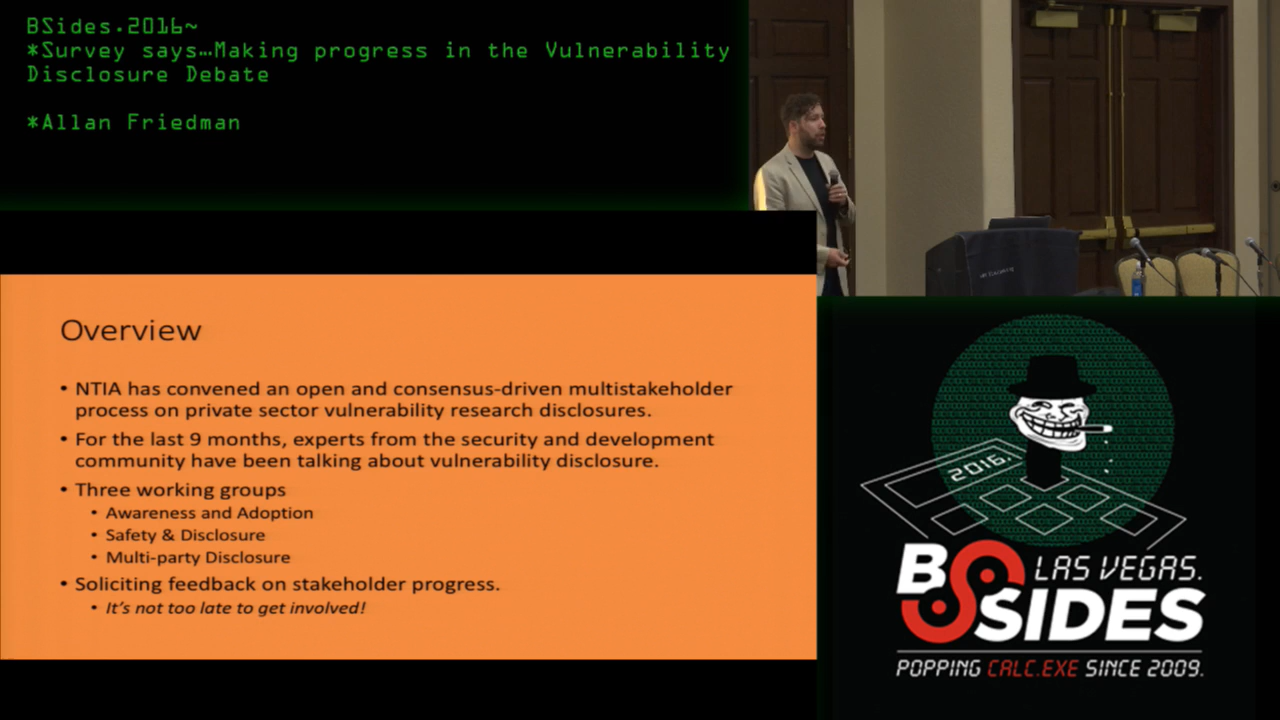 BSides.2016~
*Survey says…Making progress in the Vulnerability
Disclosure Debate
*Allan Friedman
Overview
• NTIA has convened an open and consensus-driven multistakeholder
process on private sector vulnerability research disclosures.
• For the last 9 months, experts from the security and development
community have been talking about vulnerability disclosure.
• Three working groups
• Awareness and Adoption
• Safety & Disclosure
• Multi-party Disclosure
• Soliciting feedback on stakeholder progress.
• It's not too late to get involved!
2016.
BSIDES
LAS VEGAS.
POPPING CALC.EXE SINCE 2009.